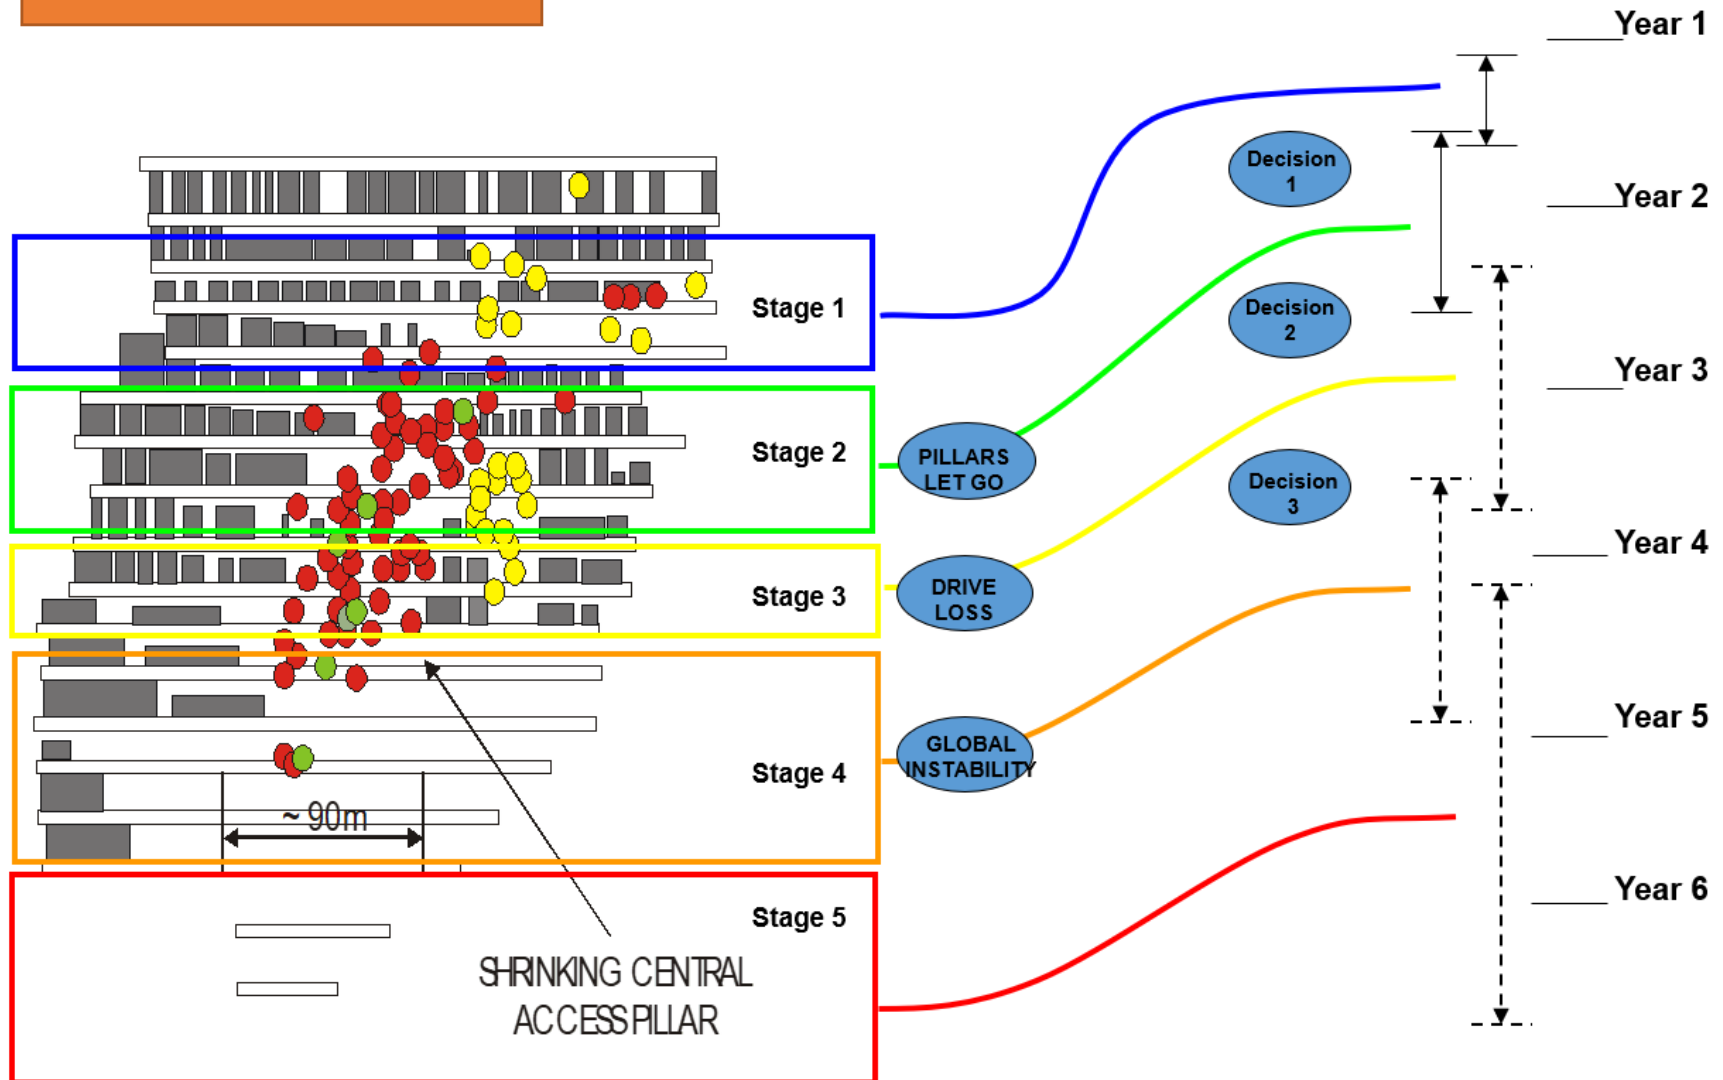 Year 1
Decision
1
Year 2
Stage 1
Decision
2
Year 3
Stage 2
PILLARS
LET GO
Decision
3
Year 4
Stage 3
DRIVE
LOSS
Year 5
Stage 4
GLOBAL
INSTABILITY
~ 90m
Year 6
Stage 5
SHRINKING CENTRAL
ACCESS PILLAR